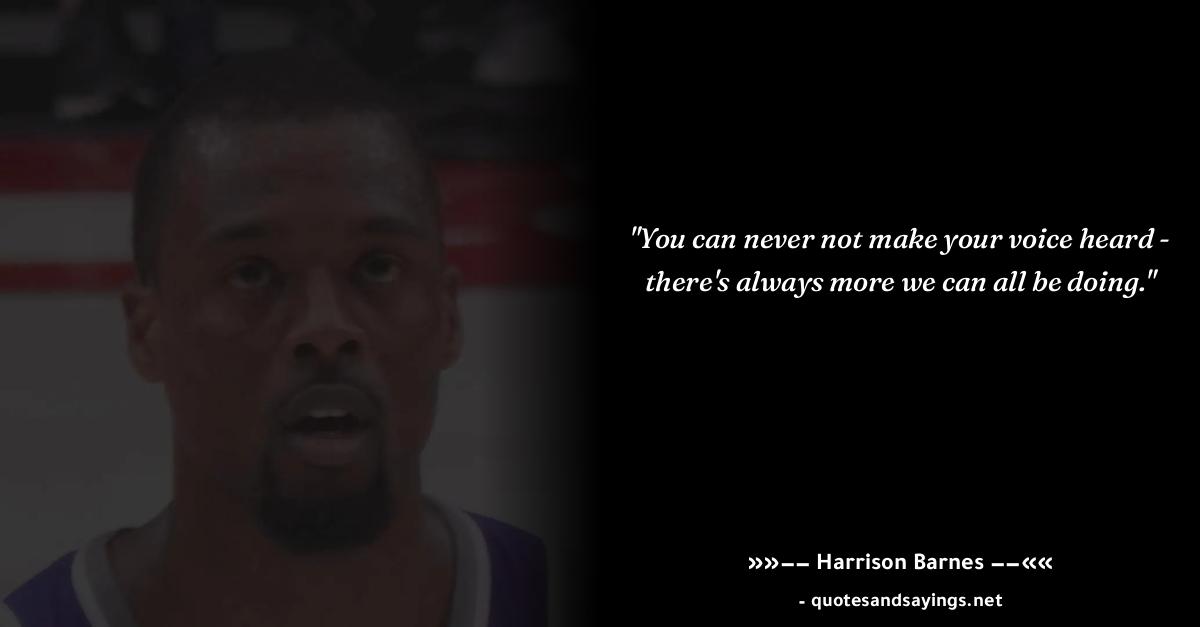 "You can never not make your voice heard -
there's always more we can all be doing."
»»−− Harrison Barnes −−««
- quotesandsayings.net